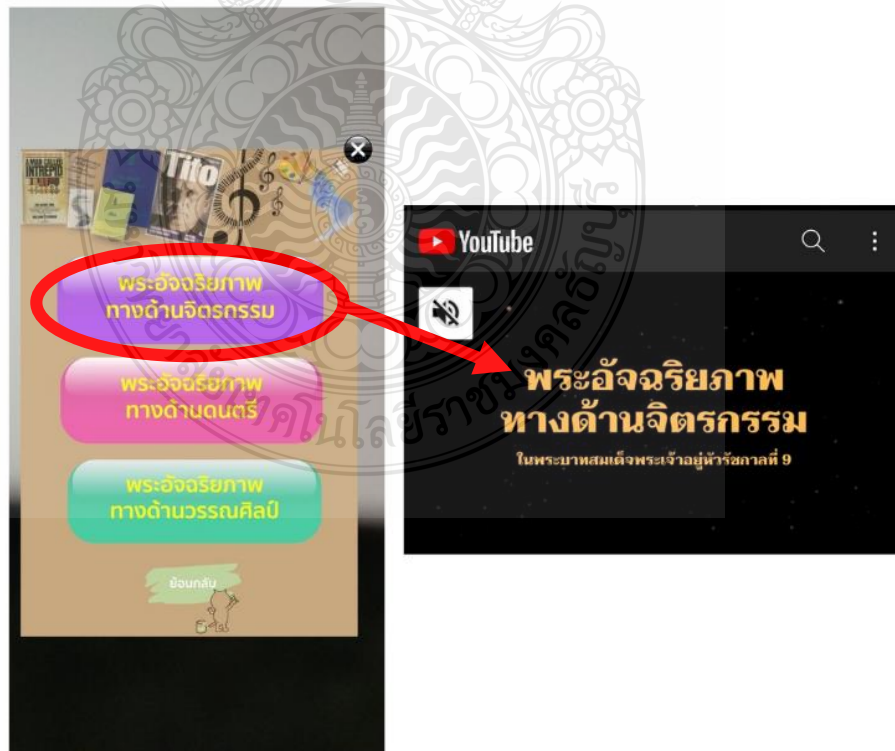 A MAN CALLED
INTREPID
Tito
พระอัจฉริยภาพ
ทางด้านจิตรกรรม
พระอัจฉริยภาพ
ทางด้านดนตรี
พระอัจฉริยภาพ
ทางด้านวรรณศิลป์
ย้อนกลับ
YouTube
พระอัจฉริยภาพ
ทางด้านจิตรกรรม
ในพระบาทสมเด็จพระเจ้าอยู่หัวรัชกาลที่ 9